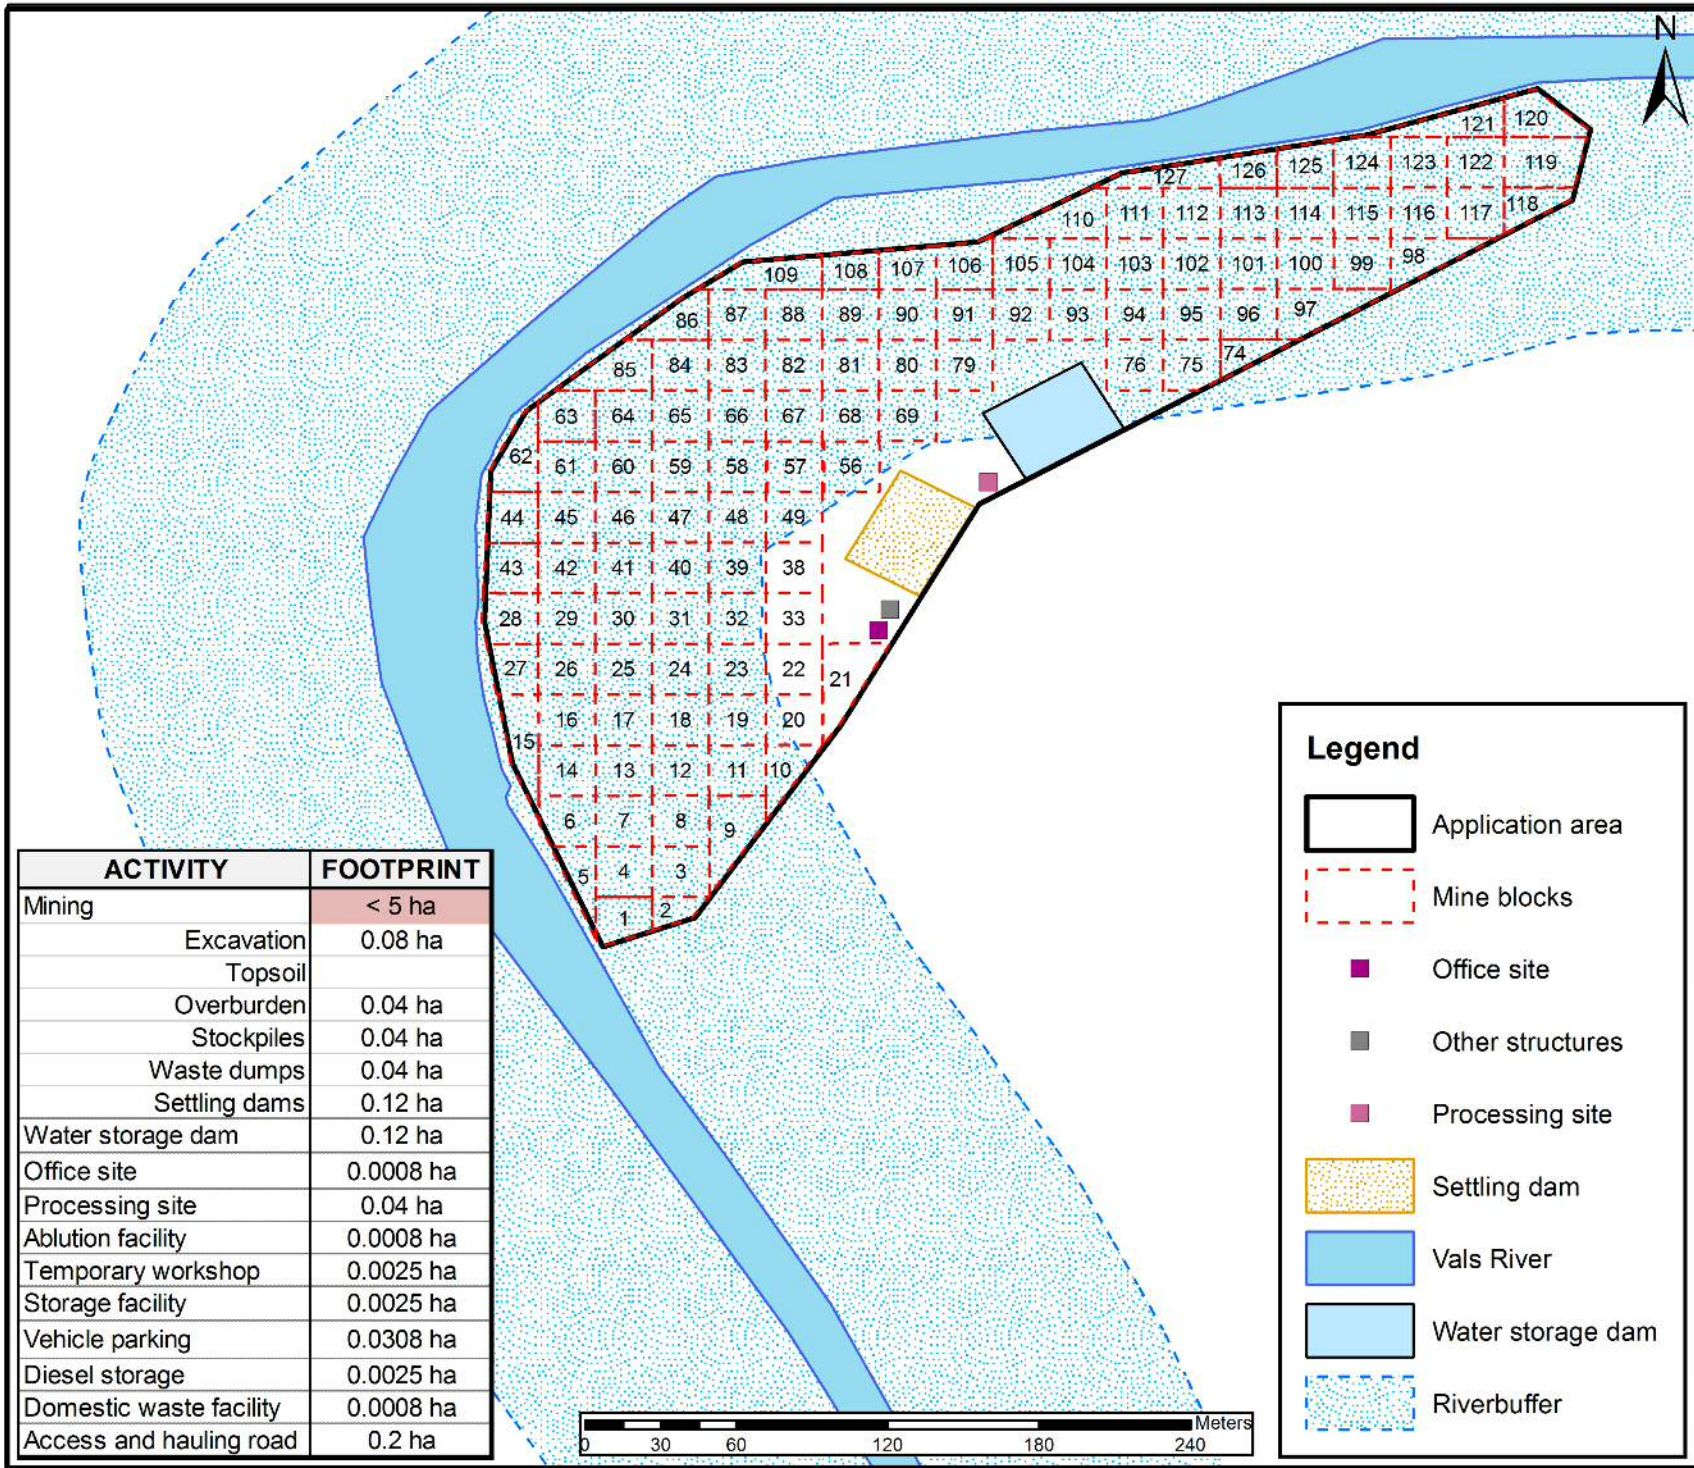 N
121 120
127 126 125 124 123 122 119
110 111 112 113 114 115 116 117 118
109 108 107 106 105 104 103 102 101 100 99 98
86 87 88 89 90 91 92 93 94 95 96 97
85 84 83 82 81 80 79 76 75 74
63 64 65 66 67 68 69
62 61 60 59 58 57 56
44 45 46 47 48 49
43 42 41 40 39 38
28 29 30 31 32 33
27 26 25 24 23 22 21
16 17 18 19 20
15 14 13 12 11 10
6 7 8 9
5 4 3
1 2
ACTIVITY FOOTPRINT
Mining < 5 ha
Excavation 0.08 ha
Topsoil
Overburden 0.04 ha
Stockpiles 0.04 ha
Waste dumps 0.04 ha
Settling dams 0.12 ha
Water storage dam 0.12 ha
Office site 0.0008 ha
Processing site 0.04 ha
Ablution facility 0.0008 ha
Temporary workshop 0.0025 ha
Storage facility 0.0025 ha
Vehicle parking 0.0308 ha
Diesel storage 0.0025 ha
Domestic waste facility 0.0008 ha
Access and hauling road 0.2 ha
Meters
0 30 60 120 180 240
Legend
Application area
Mine blocks
Office site
Other structures
Processing site
Settling dam
Vals River
Water storage dam
Riverbuffer